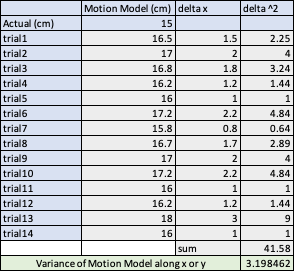 Motion Model (cm) delta x delta ^2
Actual (cm) 15
trial1 16.5 1.5 2.25
trial2 17 2 4
trial3 16.8 1.8 3.24
trial4 16.2 1.2 1.44
trial5 16 1 1
trial6 17.2 2.2 4.84
trial7 15.8 0.8 0.64
trial8 16.7 1.7 2.89
trial9 17 2 4
trial10 17.2 2.2 4.84
trial11 16 1 1
trial12 16.2 1.2 1.44
trial13 18 3 9
trial14 16 1 1
sum 41.58
Variance of Motion Model along x or y 3.198462